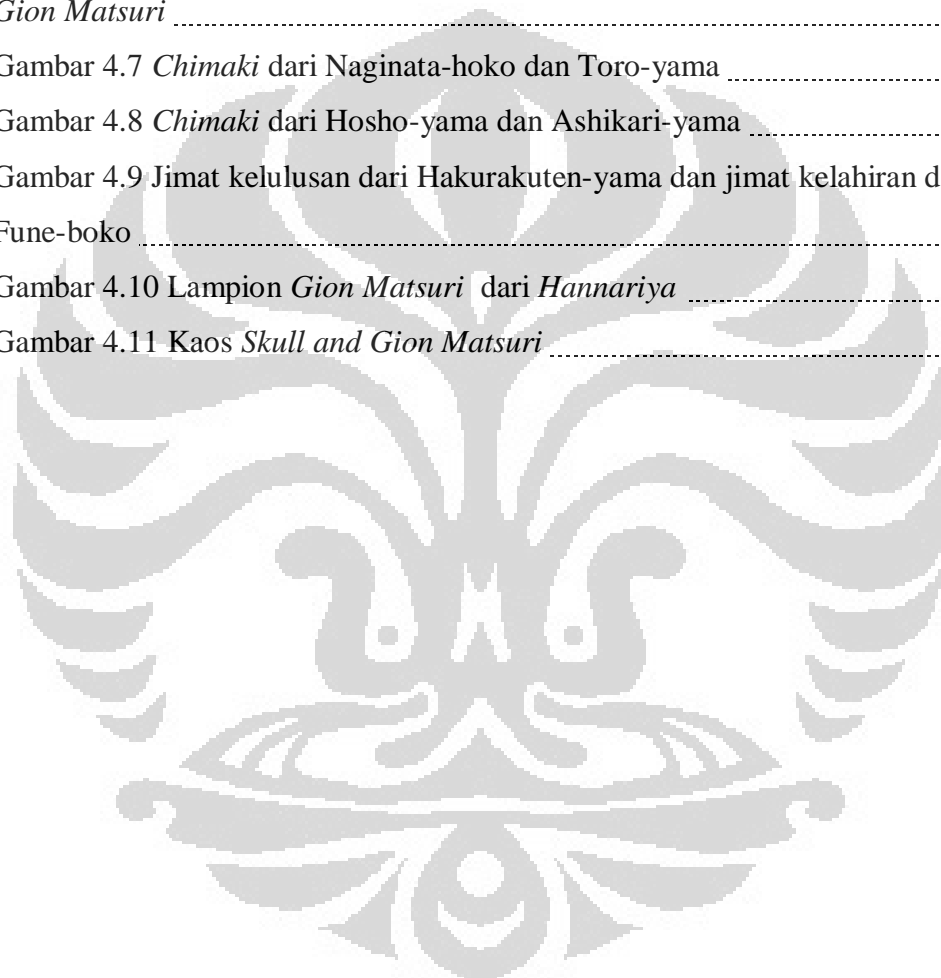 Gion Matsuri
Gambar 4.7 Chimaki dari Naginata-hoko dan Toro-yama
Gambar 4.8 Chimaki dari Hosho-yama dan Ashikari-yama
Gambar 4.9 Jimat kelulusan dari Hakurakuten-yama dan jimat kelahiran
Fune-boko
Gambar 4.10 Lampion Gion Matsuri dari Hannariya
Gambar 4.11 Kaos Skull and Gion Matsuri